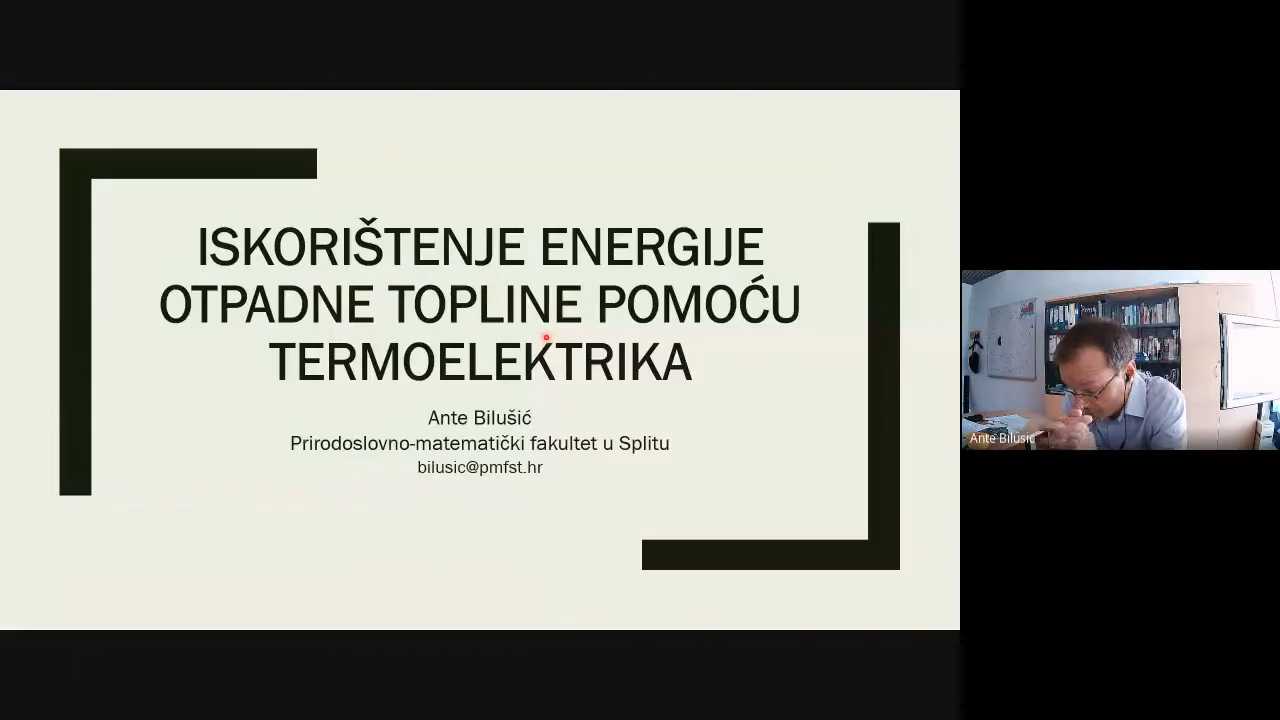 ISKORIŠTENJE ENERGIJE
OTPADNE TOPLINE POMOĆU
TERMOELEKTRIKA
Ante Bilušić
Prirodoslovno-matematički fakultet u Splitu
bilusic@pmfst.hr
Ante Bilušić